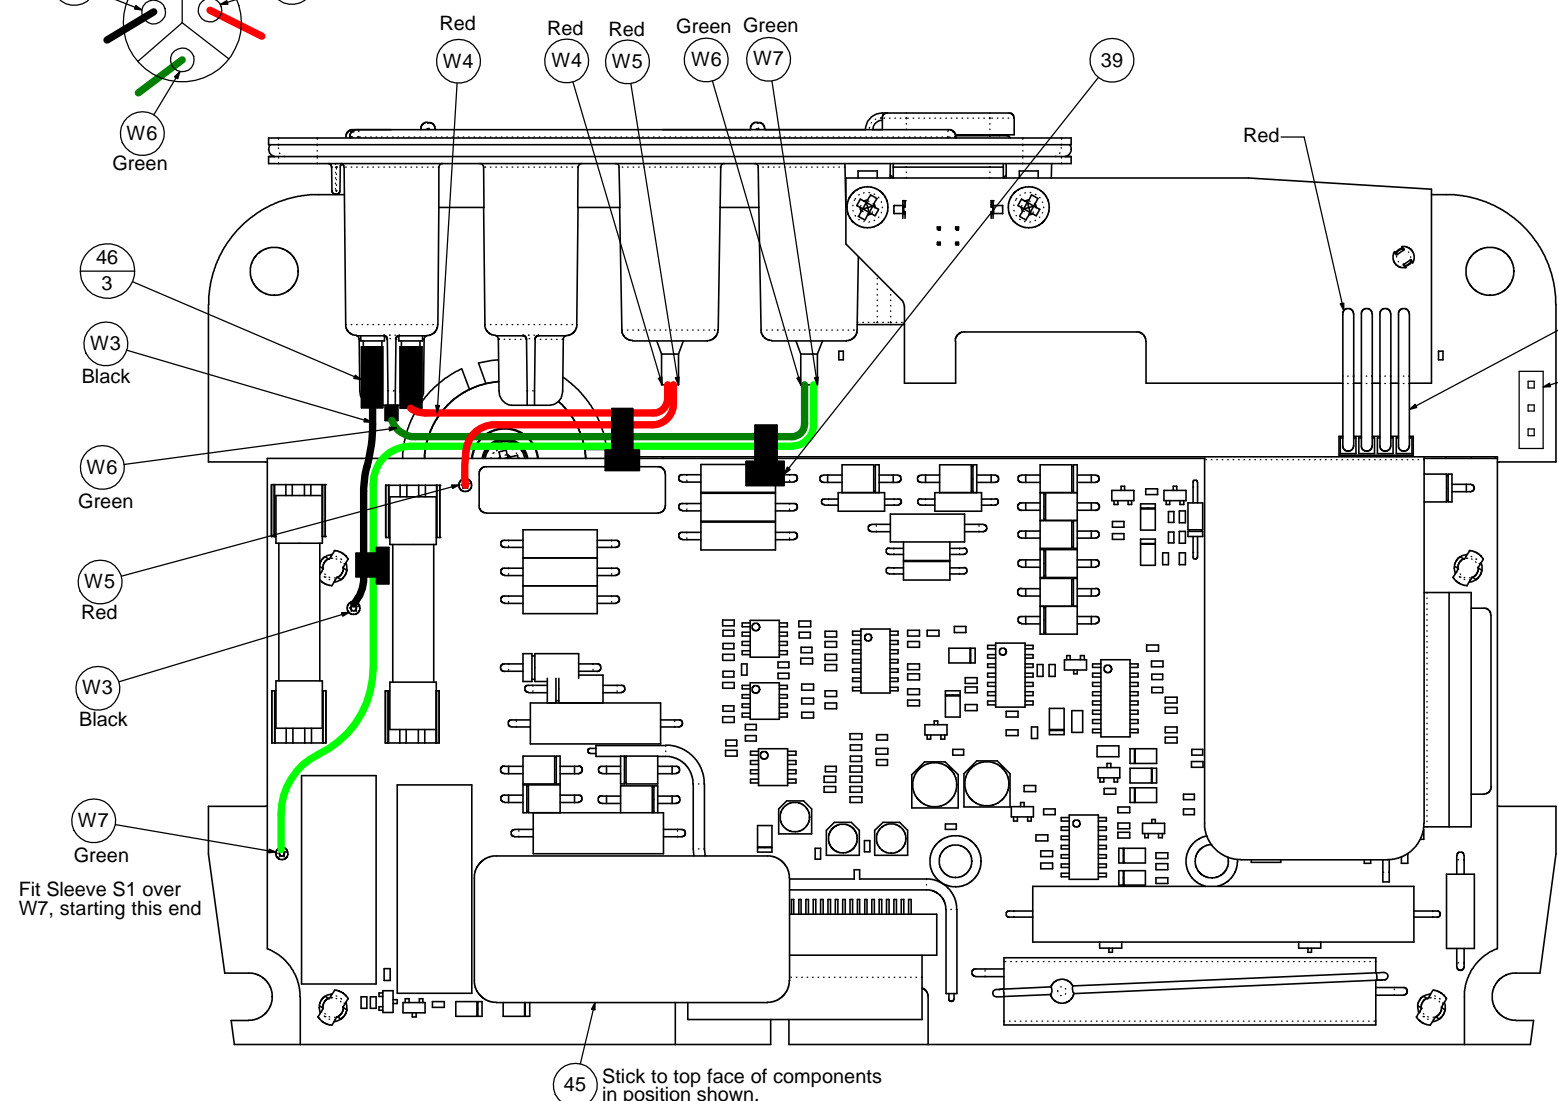 Red
W4
Red
W4
Red
W5
Green
W6
Green
W7
39
Red
W6
Green
46
3
W3
Black
W6
Green
W5
Red
W3
Black
W7
Green
Fit Sleeve S1 over
W7, starting this end
45
Stick to top face of components
in position shown.